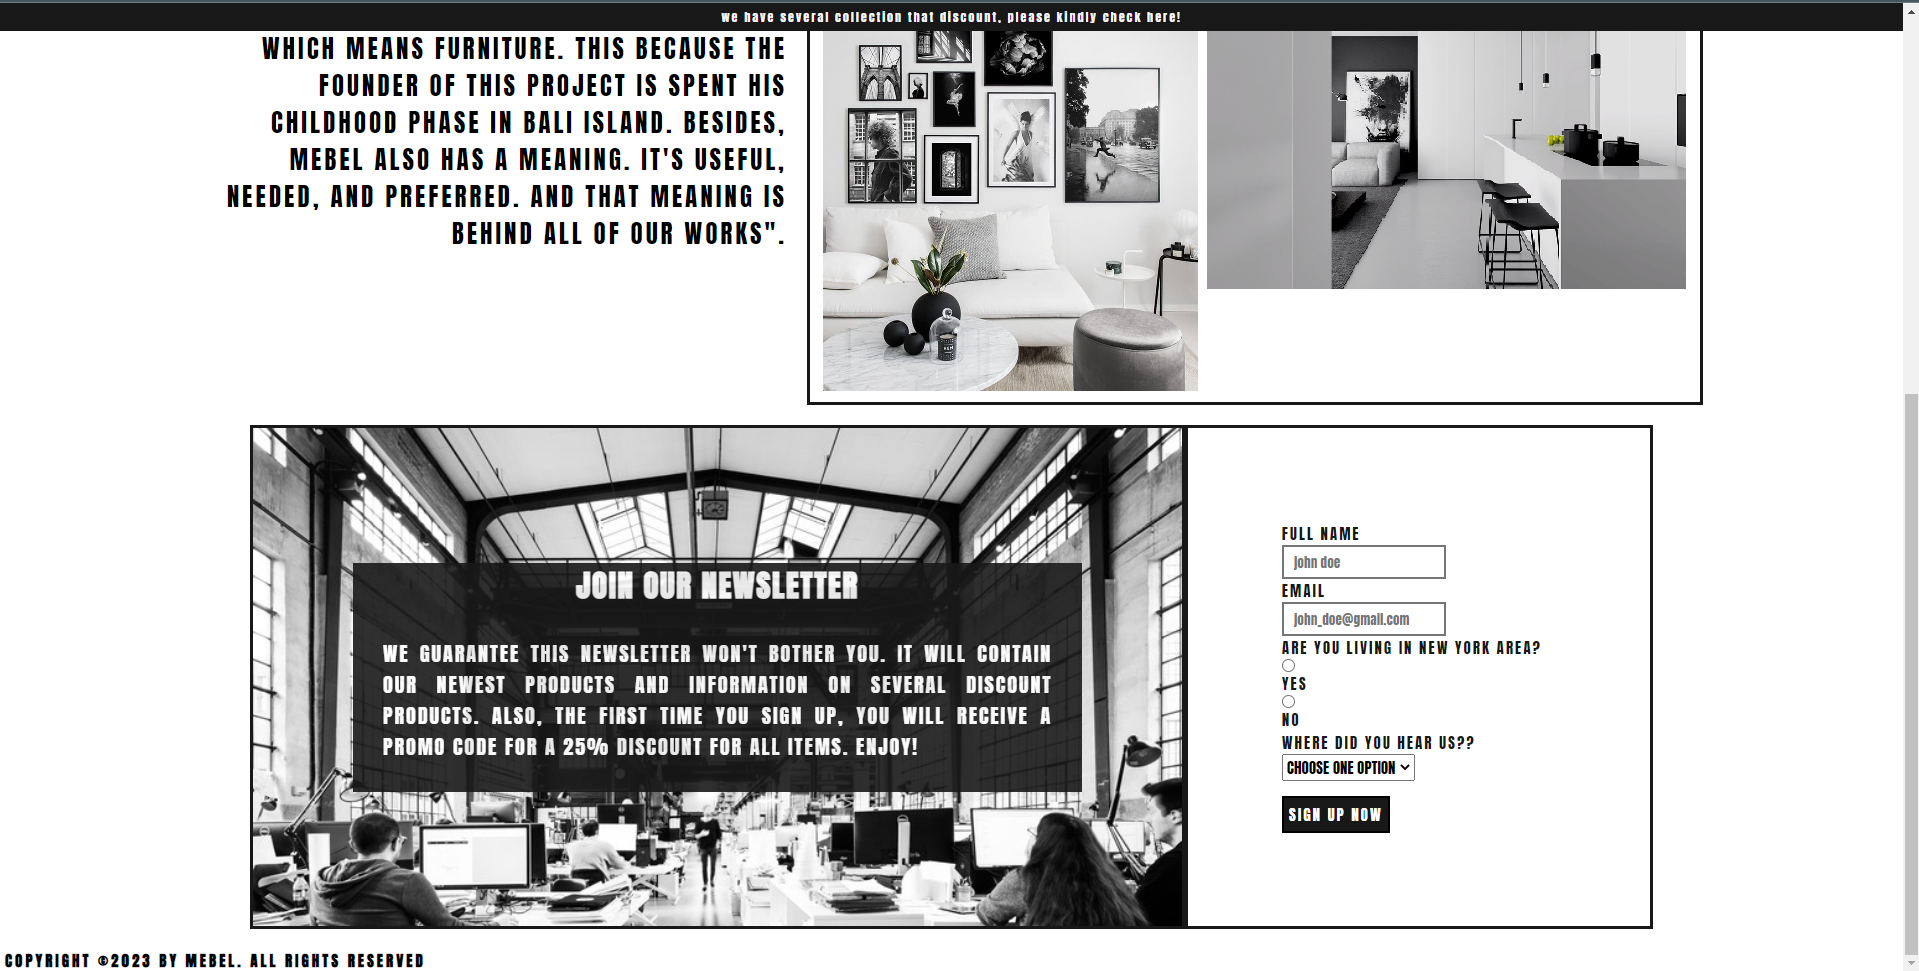 we have several collection that discount, please kindly check here!
WHICH MEANS FURNITURE. THIS BECAUSE THE
FOUNDER OF THIS PROJECT IS SPENT HIS
CHILDHOOD PHASE IN BALI ISLAND. BESIDES,
MEBEL ALSO HAS A MEANING. IT'S USEFUL,
NEEDED, AND PREFERRED. AND THAT MEANING IS
BEHIND ALL OF OUR WORKS".
JOIN OUR NEWSLETTER
WE GUARANTEE THIS NEWSLETTER WON'T BOTHER YOU. IT WILL CONTAIN
OUR NEWEST PRODUCTS AND INFORMATION ON SEVERAL DISCOUNT
PRODUCTS. ALSO, THE FIRST TIME YOU SIGN UP, YOU WILL RECEIVE A
PROMO CODE FOR A 25% DISCOUNT FOR ALL ITEMS. ENJOY!
FULL NAME
john doe
EMAIL
john_doe@gmail.com
ARE YOU LIVING IN NEW YORK AREA?
YES
NO
WHERE DID YOU HEAR US??
CHOOSE ONE OPTION
SIGN UP NOW
COPYRIGHT ©2023 BY MEBEL. ALL RIGHTS RESERVED